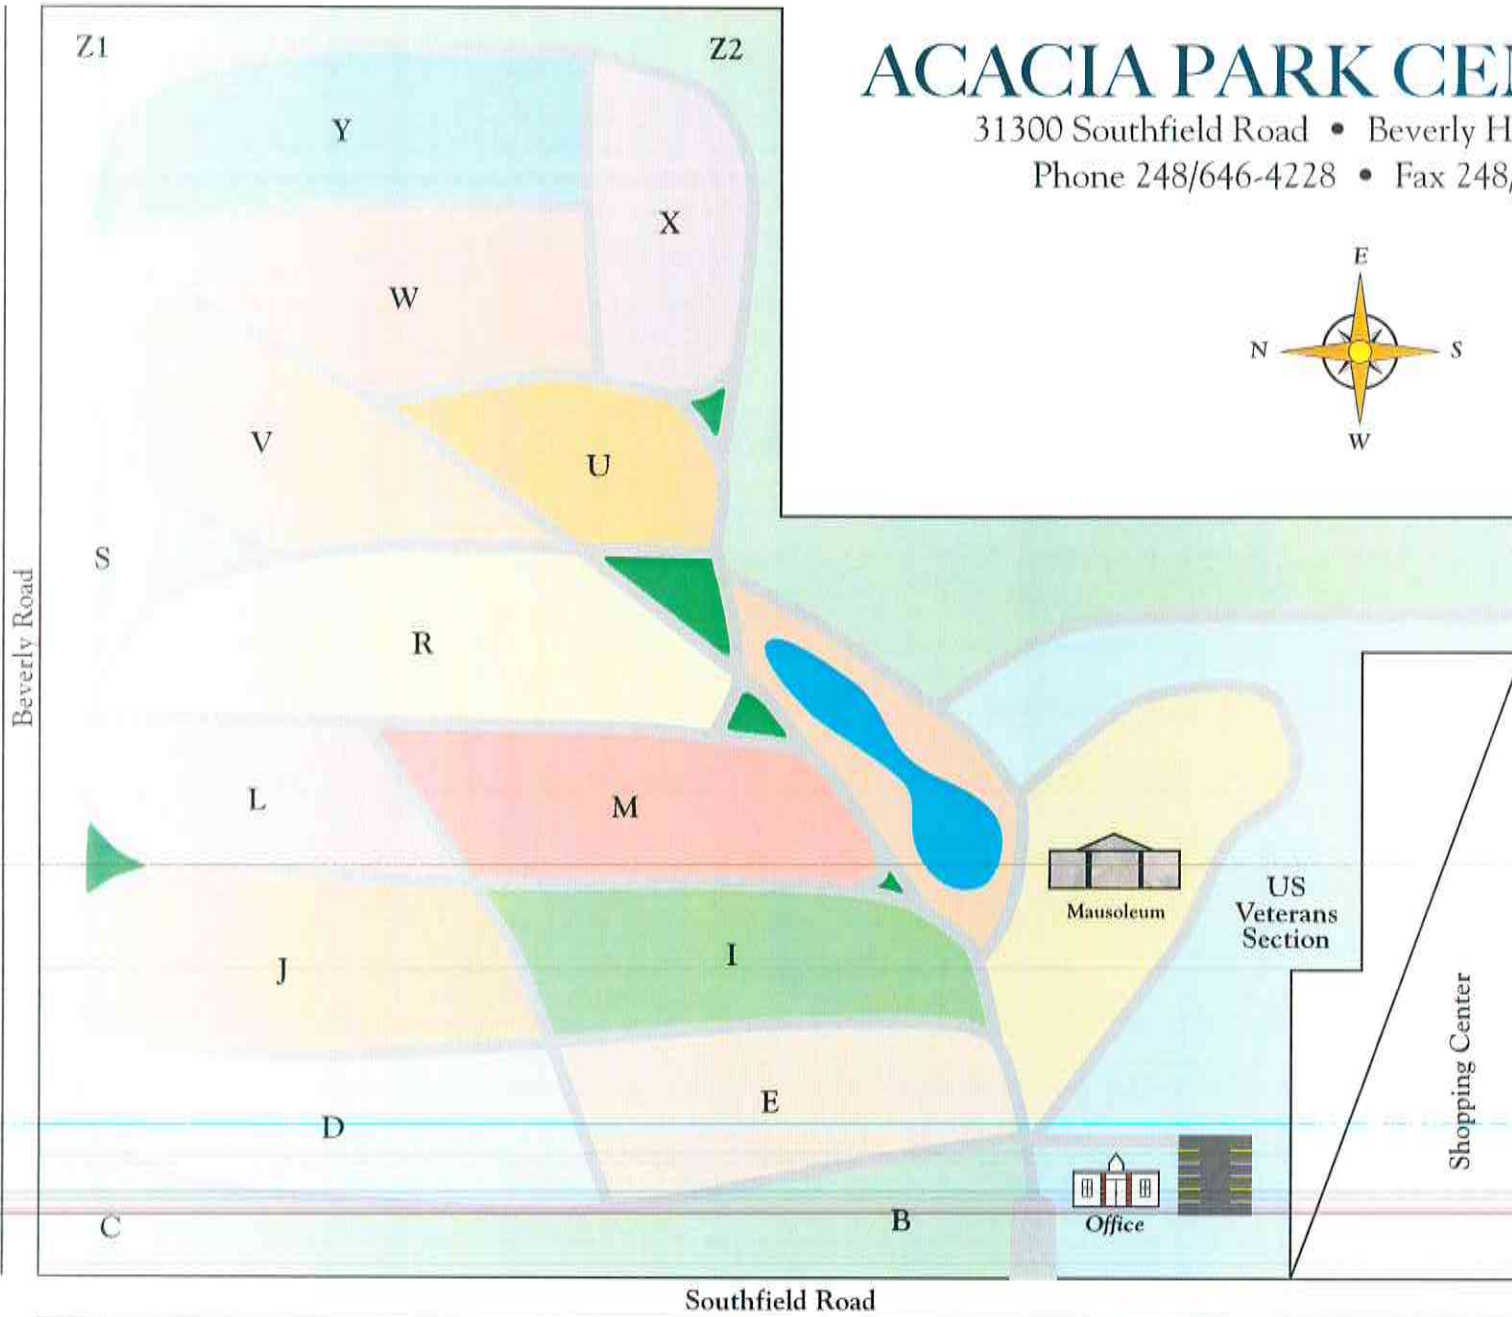 Z1
Z2
ACACIA PARK CE
31300 Southfield Road • Beverly H
Phone 248/646-4228 • Fax 248/
Y
X
E
N
S
W
W
V
U
S
Beverly Road
R
L
M
Mausoleum
US
Veterans
Section
J
I
Shopping Center
E
D
C
B
Office
Southfield Road